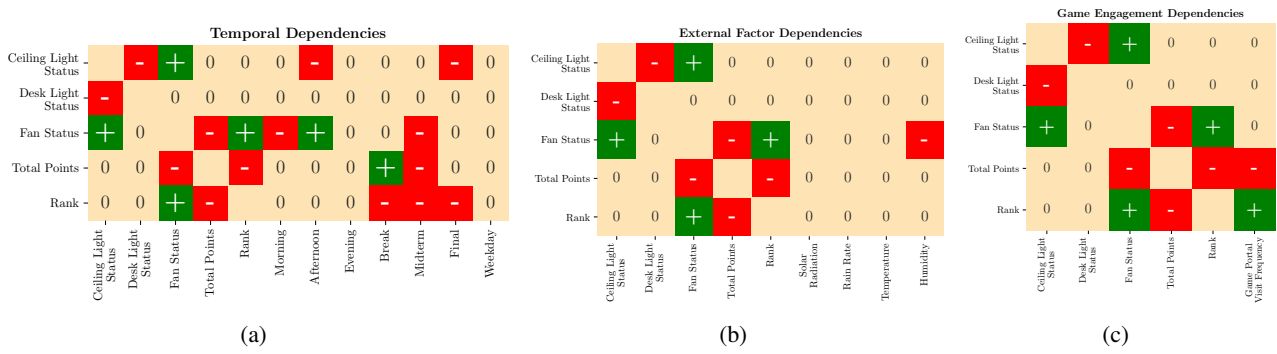 Temporal Dependencies
Ceiling Light
Status
- + 0 0 0 - 0 0 0 - 0
Desk Light
Status
- 0 0 0 0 0 0 0 0 0 0
Fan Status
+ 0 - + - + 0 0 - 0 0
Total Points
0 0 - - 0 0 0 + - 0 0
Rank
0 0 + - 0 0 0 - - - 0
Ceiling Light
Status
Desk Light
Status
Fan Status
Total Points
Rank
Morning
Afternoon
Evening
Break
Midterm
Final
Weekday
(a)
External Factor Dependencies
Ceiling Light
Status
- + 0 0 0 0 0 0
Desk Light
Status
- 0 0 0 0 0 0 0
Fan Status
+ 0 - + 0 0 0 -
Total Points
0 0 - - 0 0 0 0
Rank
0 0 + - 0 0 0 0
Ceiling Light
Status
Desk Light
Status
Fan Status
Total Points
Rank
Solar
Radiation
Rain Rate
Temperature
Humidity
(b)
Game Engagement Dependencies
Ceiling Light
Status
- + 0 0 0
Desk Light
Status
- 0 0 0 0
Fan Status
+ 0 - + 0
Total Points
0 0 - - -
Rank
0 0 + - +
Ceiling Light
Status
Desk Light
Status
Fan Status
Total Points
Rank
Game Portal
Visit Frequency
(c)